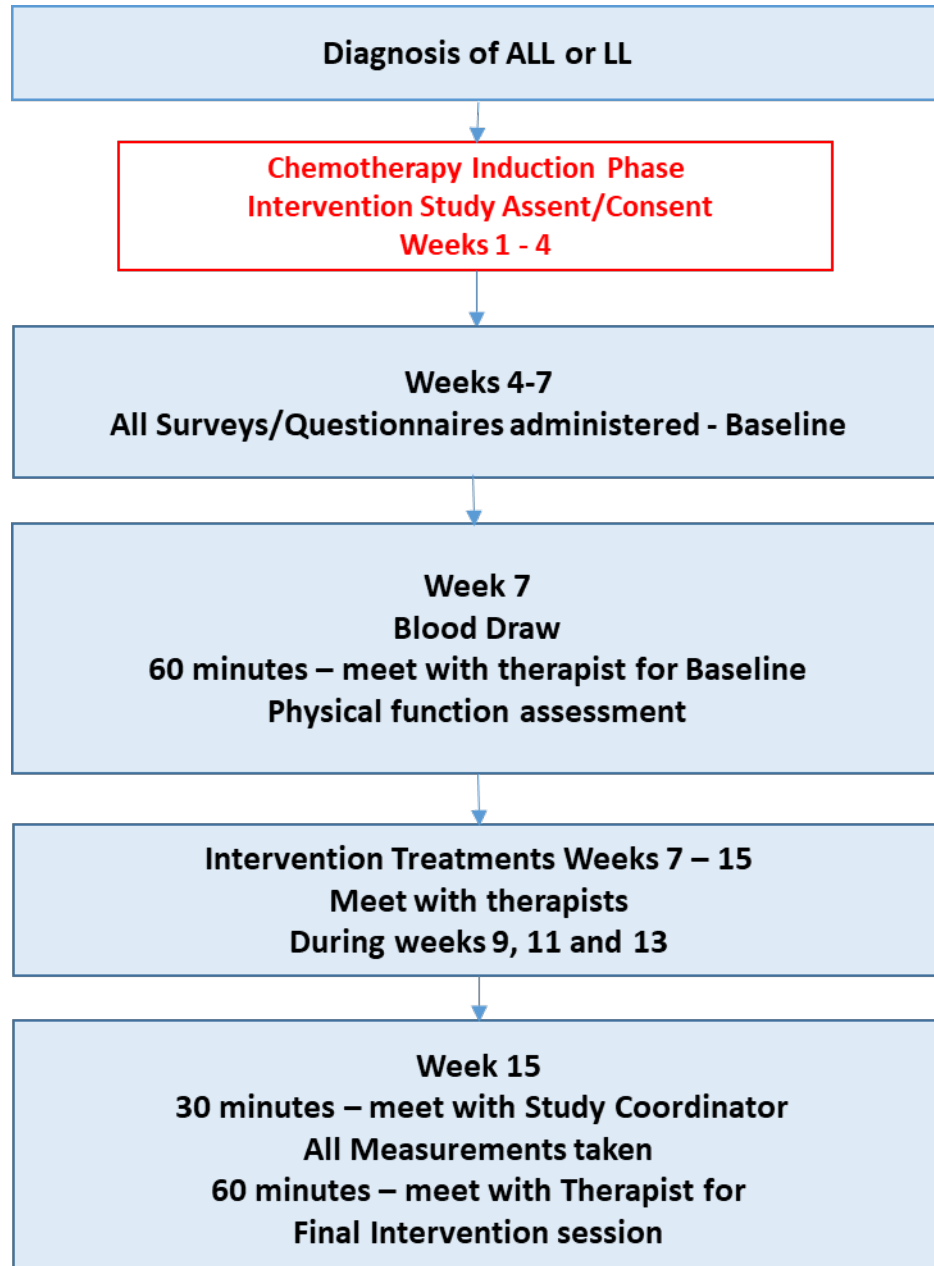 Diagnosis of ALL or LL
Chemotherapy Induction Phase
Intervention Study Assent/Consent
Weeks 1 - 4
Weeks 4-7
All Surveys/Questionnaires administered - Baseline
Week 7
Blood Draw
60 minutes – meet with therapist for Baseline
Physical function assessment
Intervention Treatments Weeks 7 – 15
Meet with therapists
During weeks 9, 11 and 13
Week 15
30 minutes – meet with Study Coordinator
All Measurements taken
60 minutes – meet with Therapist for
Final Intervention session